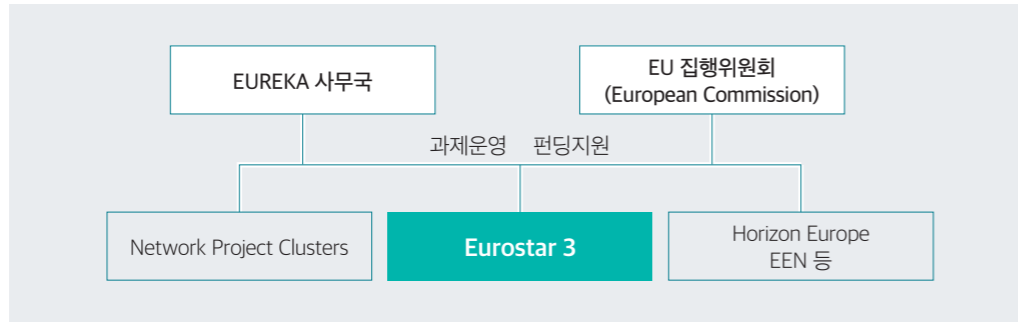 EUREKA 사무국
EU 집행위원회
(European Commission)
과제운영 펀딩지원
Network Project Clusters
Eurostar 3
Horizon Europe
EEN 등